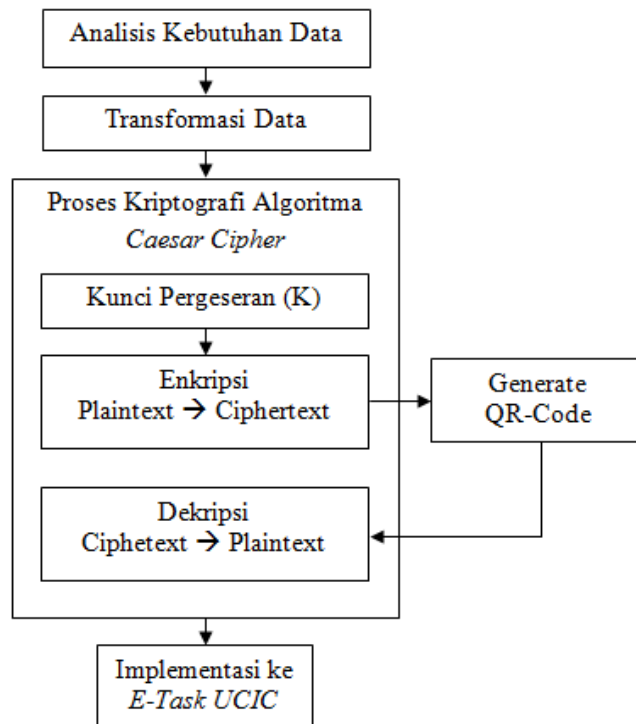 Analisis Kebutuhan Data
Transformasi Data
Proses Kriptografi Algoritma
Caesar Cipher
Kunci Pergeseran (K)
Enkripsi
Plaintext → Ciphertext
Generate
QR-Code
Dekripsi
Ciphetext → Plaintext
Implementasi ke
E-Task UCIC